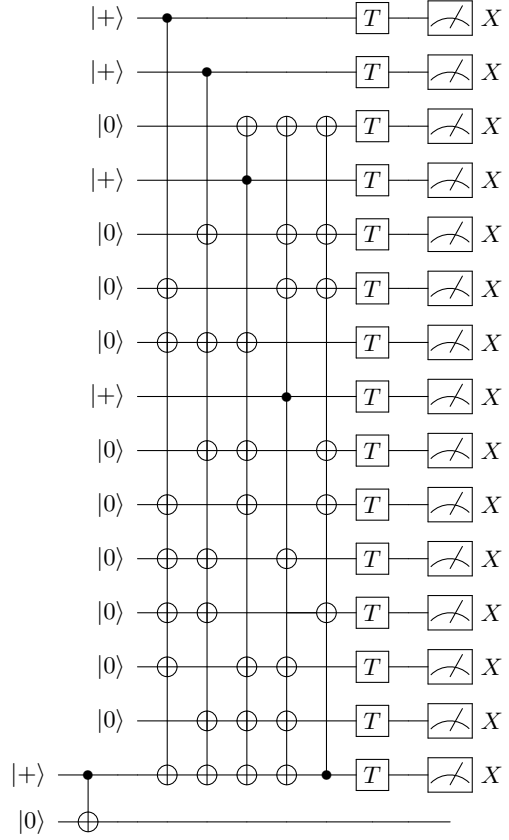 |+⟩ T X
|+⟩ T X
|0⟩ T X
|+⟩ T X
|0⟩ T X
|0⟩ T X
|0⟩ T X
|+⟩ T X
|0⟩ T X
|0⟩ T X
|0⟩ T X
|0⟩ T X
|0⟩ T X
|0⟩ T X
|+⟩ T X
|0⟩